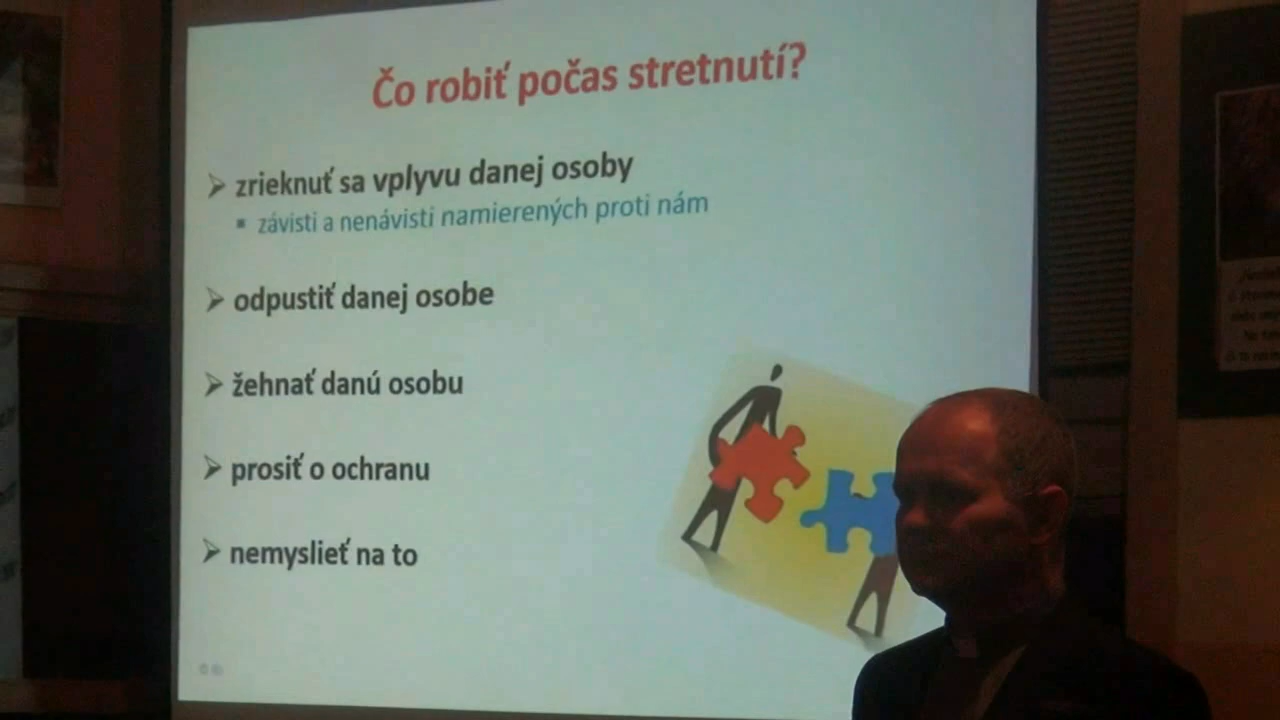 Čo robiť počas stretnutí?
zrieknuť sa vplyvu danej osoby
závisti a nenávisti namierených proti nám
odpustiť danej osobe
žehnať danú osobu
prosiť o ochranu
nemyslieť na to